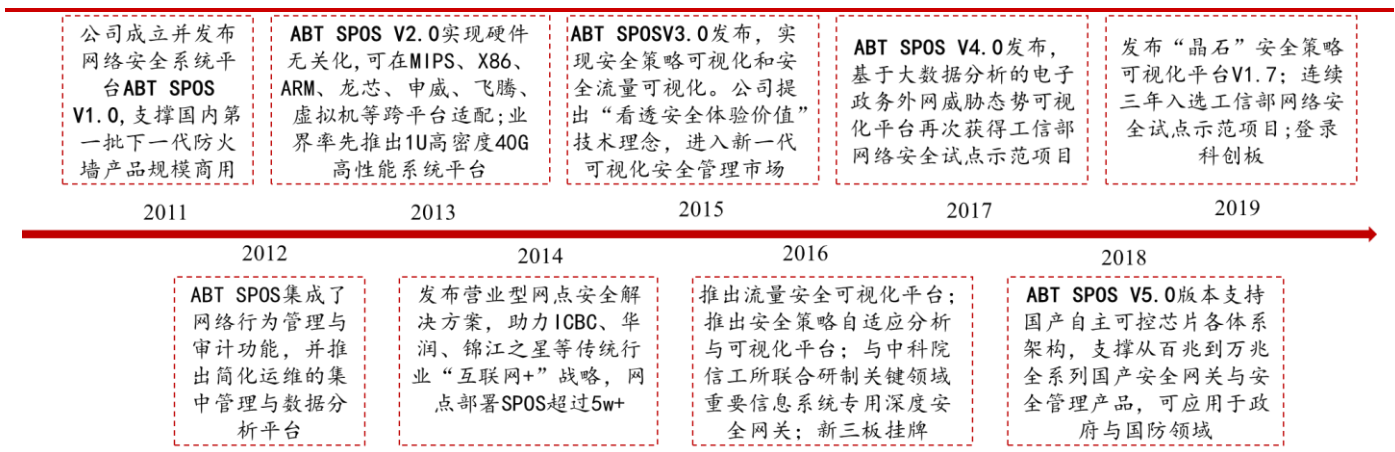 公司成立并发布
网络安全系统平
台ABT SPOS
V1.0,支撑国内第
一批下一代防火
墙产品规模商用
ABT SPOS V2.0实现硬件
无关化,可在MIPS、X86、
ARM、龙芯、申威、飞腾、
虚拟机等跨平台适配;业
界率先推出1U高密度40G
高性能系统平台
ABT SPOSV3.0发布，实
现安全策略可视化和安
全流量可视化。公司提
出“看透安全体验价值”
技术理念，进入新一代
可视化安全管理市场
ABT SPOS V4.0发布，
基于大数据分析的电子
政务外网威胁态势可视
化平台再次获得工信部
网络安全试点示范项目
发布“晶石”安全策略
可视化平台V1.7；连续
三年入选工信部网络安
全试点示范项目;登录
科创板
2011
2013
2015
2017
2019
2012
2014
2016
2018
ABT SPOS集成了
网络行为管理与
审计功能，并推
出简化运维的集
中管理与数据分
析平台
发布营业型网点安全解
决方案，助力ICBC、华
润、锦江之星等传统行
业“互联网+”战略，网
点部署SPOS超过5w+
推出流量安全可视化平台；
推出安全策略自适应分析
与可视化平台；与中科院
信工所联合研制关键领域
重要信息系统专用深度安
全网关；新三板挂牌
ABT SPOS V5.0版本支持
国产自主可控芯片各体系
架构，支撑从百兆到万兆
全系列国产安全网关与安
全管理产品，可应用于政
府与国防领域